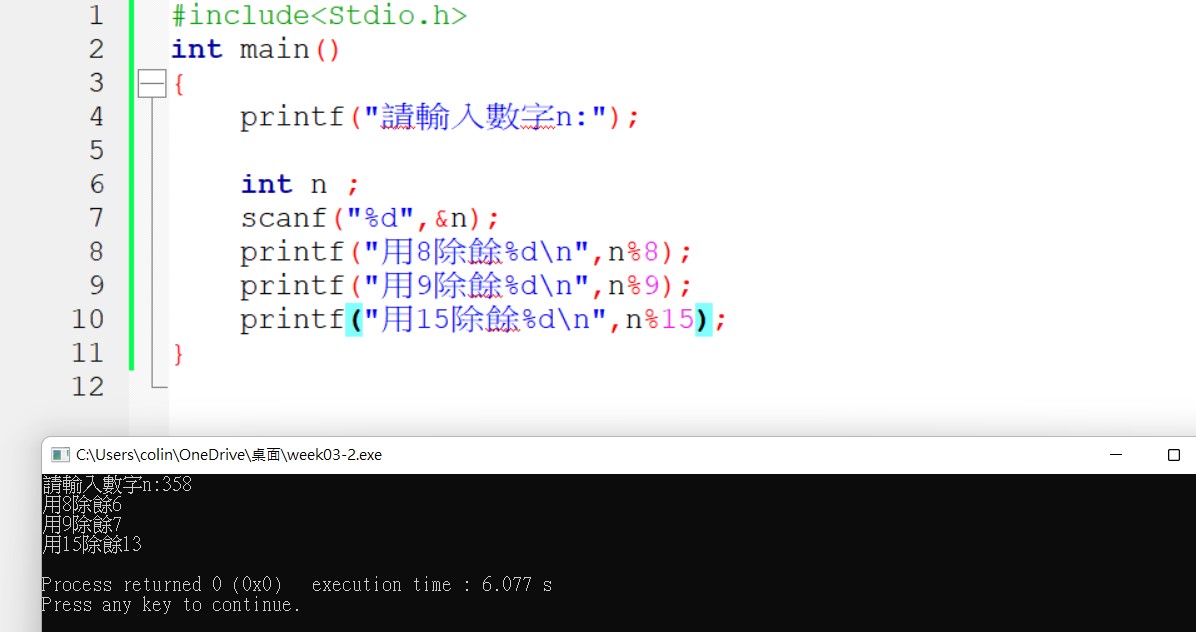 1 #include<Stdio.h>
2 int main()
3 {
4 printf("請輸入數字n:");
5
6 int n ;
7 scanf("%d",&n);
8 printf("用8除餘%d\n",n%8);
9 printf("用9除餘%d\n",n%9);
10 printf("用15除餘%d\n",n%15);
11 }
12
C:\Users\colin\OneDrive\桌面\week03-2.exe
請輸入數字n:358
用8除餘6
用9除餘7
用15除餘13
Process returned 0 (0x0) execution time : 6.077 s
Press any key to continue.